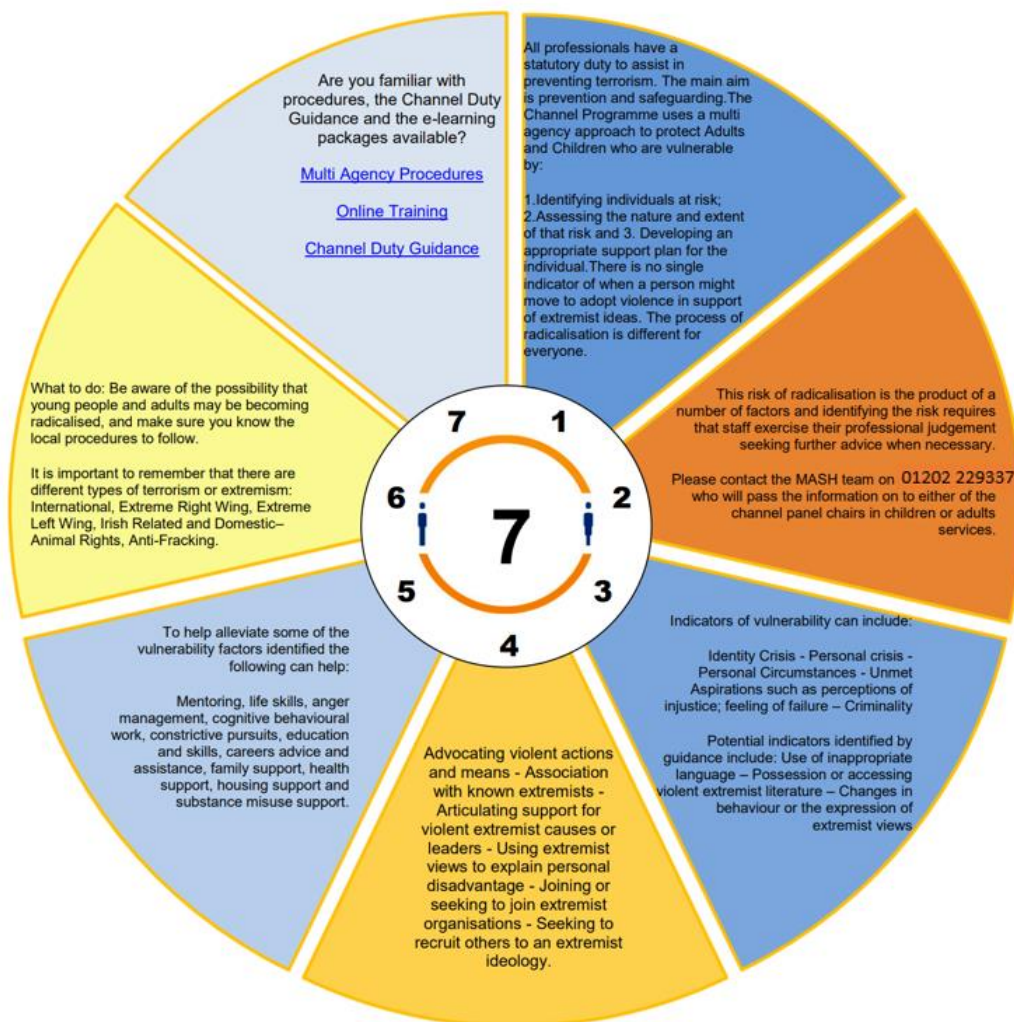 All professionals have a
statutory duty to assist in
preventing terrorism. The main aim
is prevention and safeguarding.The
Channel Programme uses a multi
agency approach to protect Adults
and Children who are vulnerable
by:
1.Identifying individuals at risk;
2.Assessing the nature and extent
of that risk and 3. Developing an
appropriate support plan for the
individual.There is no single
indicator of when a person might
move to adopt violence in support
of extremist ideas. The process of
radicalisation is different for
everyone.
This risk of radicalisation is the product of a
number of factors and identifying the risk requires
that staff exercise their professional judgement
seeking further advice when necessary.
Please contact the MASH team on 01202 229337
who will pass the information on to either of the
channel panel chairs in children or adults
services.
Indicators of vulnerability can include:
Identity Crisis - Personal crisis -
Personal Circumstances - Unmet
Aspirations such as perceptions of
injustice; feeling of failure – Criminality
Potential indicators identified by
guidance include: Use of inappropriate
language – Possession or accessing
violent extremist literature – Changes in
behaviour or the expression of
extremist views
Advocating violent actions
and means - Association
with known extremists -
Articulating support for
violent extremist causes or
leaders - Using extremist
views to explain personal
disadvantage - Joining or
seeking to join extremist
organisations - Seeking to
recruit others to an extremist
ideology.
To help alleviate some of the
vulnerability factors identified the
following can help:
Mentoring, life skills, anger
management, cognitive behavioural
work, constrictive pursuits, education
and skills, careers advice and
assistance, family support, health
support, housing support and
substance misuse support.
What to do: Be aware of the possibility that
young people and adults may be becoming
radicalised, and make sure you know the
local procedures to follow.
It is important to remember that there are
different types of terrorism or extremism:
International, Extreme Right Wing, Extreme
Left Wing, Irish Related and Domestic–
Animal Rights, Anti-Fracking.
Are you familiar with
procedures, the Channel Duty
Guidance and the e-learning
packages available?
Multi Agency Procedures
Online Training
Channel Duty Guidance
1
2
3
4
5
6
7
7